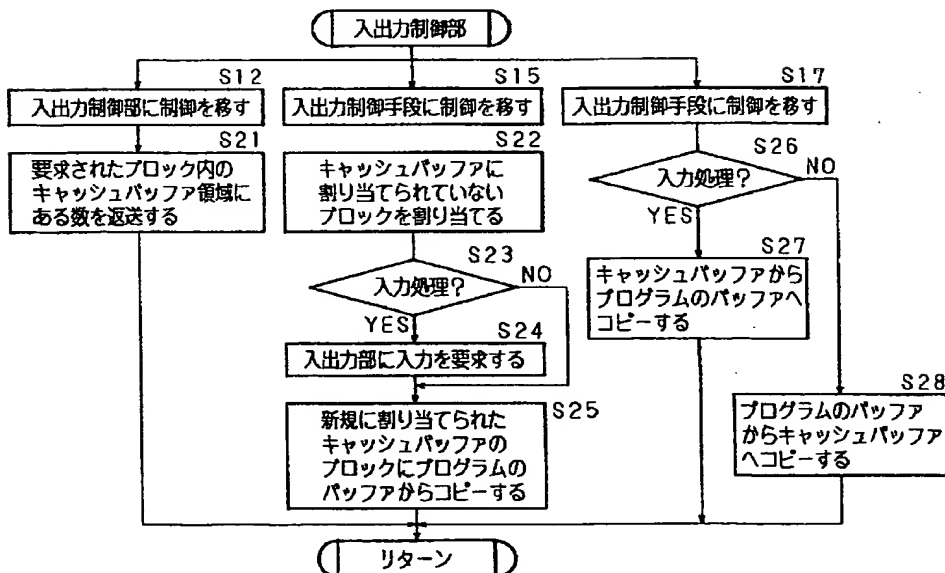 入出力制御部
S12
入出力制御部に制御を移す
S21
要求されたブロック内の
キャッシュバッファ領域に
ある数を返送する
S15
入出力制御手段に制御を移す
S22
キャッシュバッファに
割り当てられていない
ブロックを割り当てる
S23
入力処理?
NO
YES
S24
入出力部に入力を要求する
S25
新規に割り当てられた
キャッシュバッファの
ブロックにプログラムの
バッファからコピーする
S17
入出力制御手段に制御を移す
S26
入力処理?
NO
YES
S27
キャッシュバッファから
プログラムのバッファへ
コピーする
S28
プログラムのバッファ
からキャッシュバッファ
へコピーする
リターン